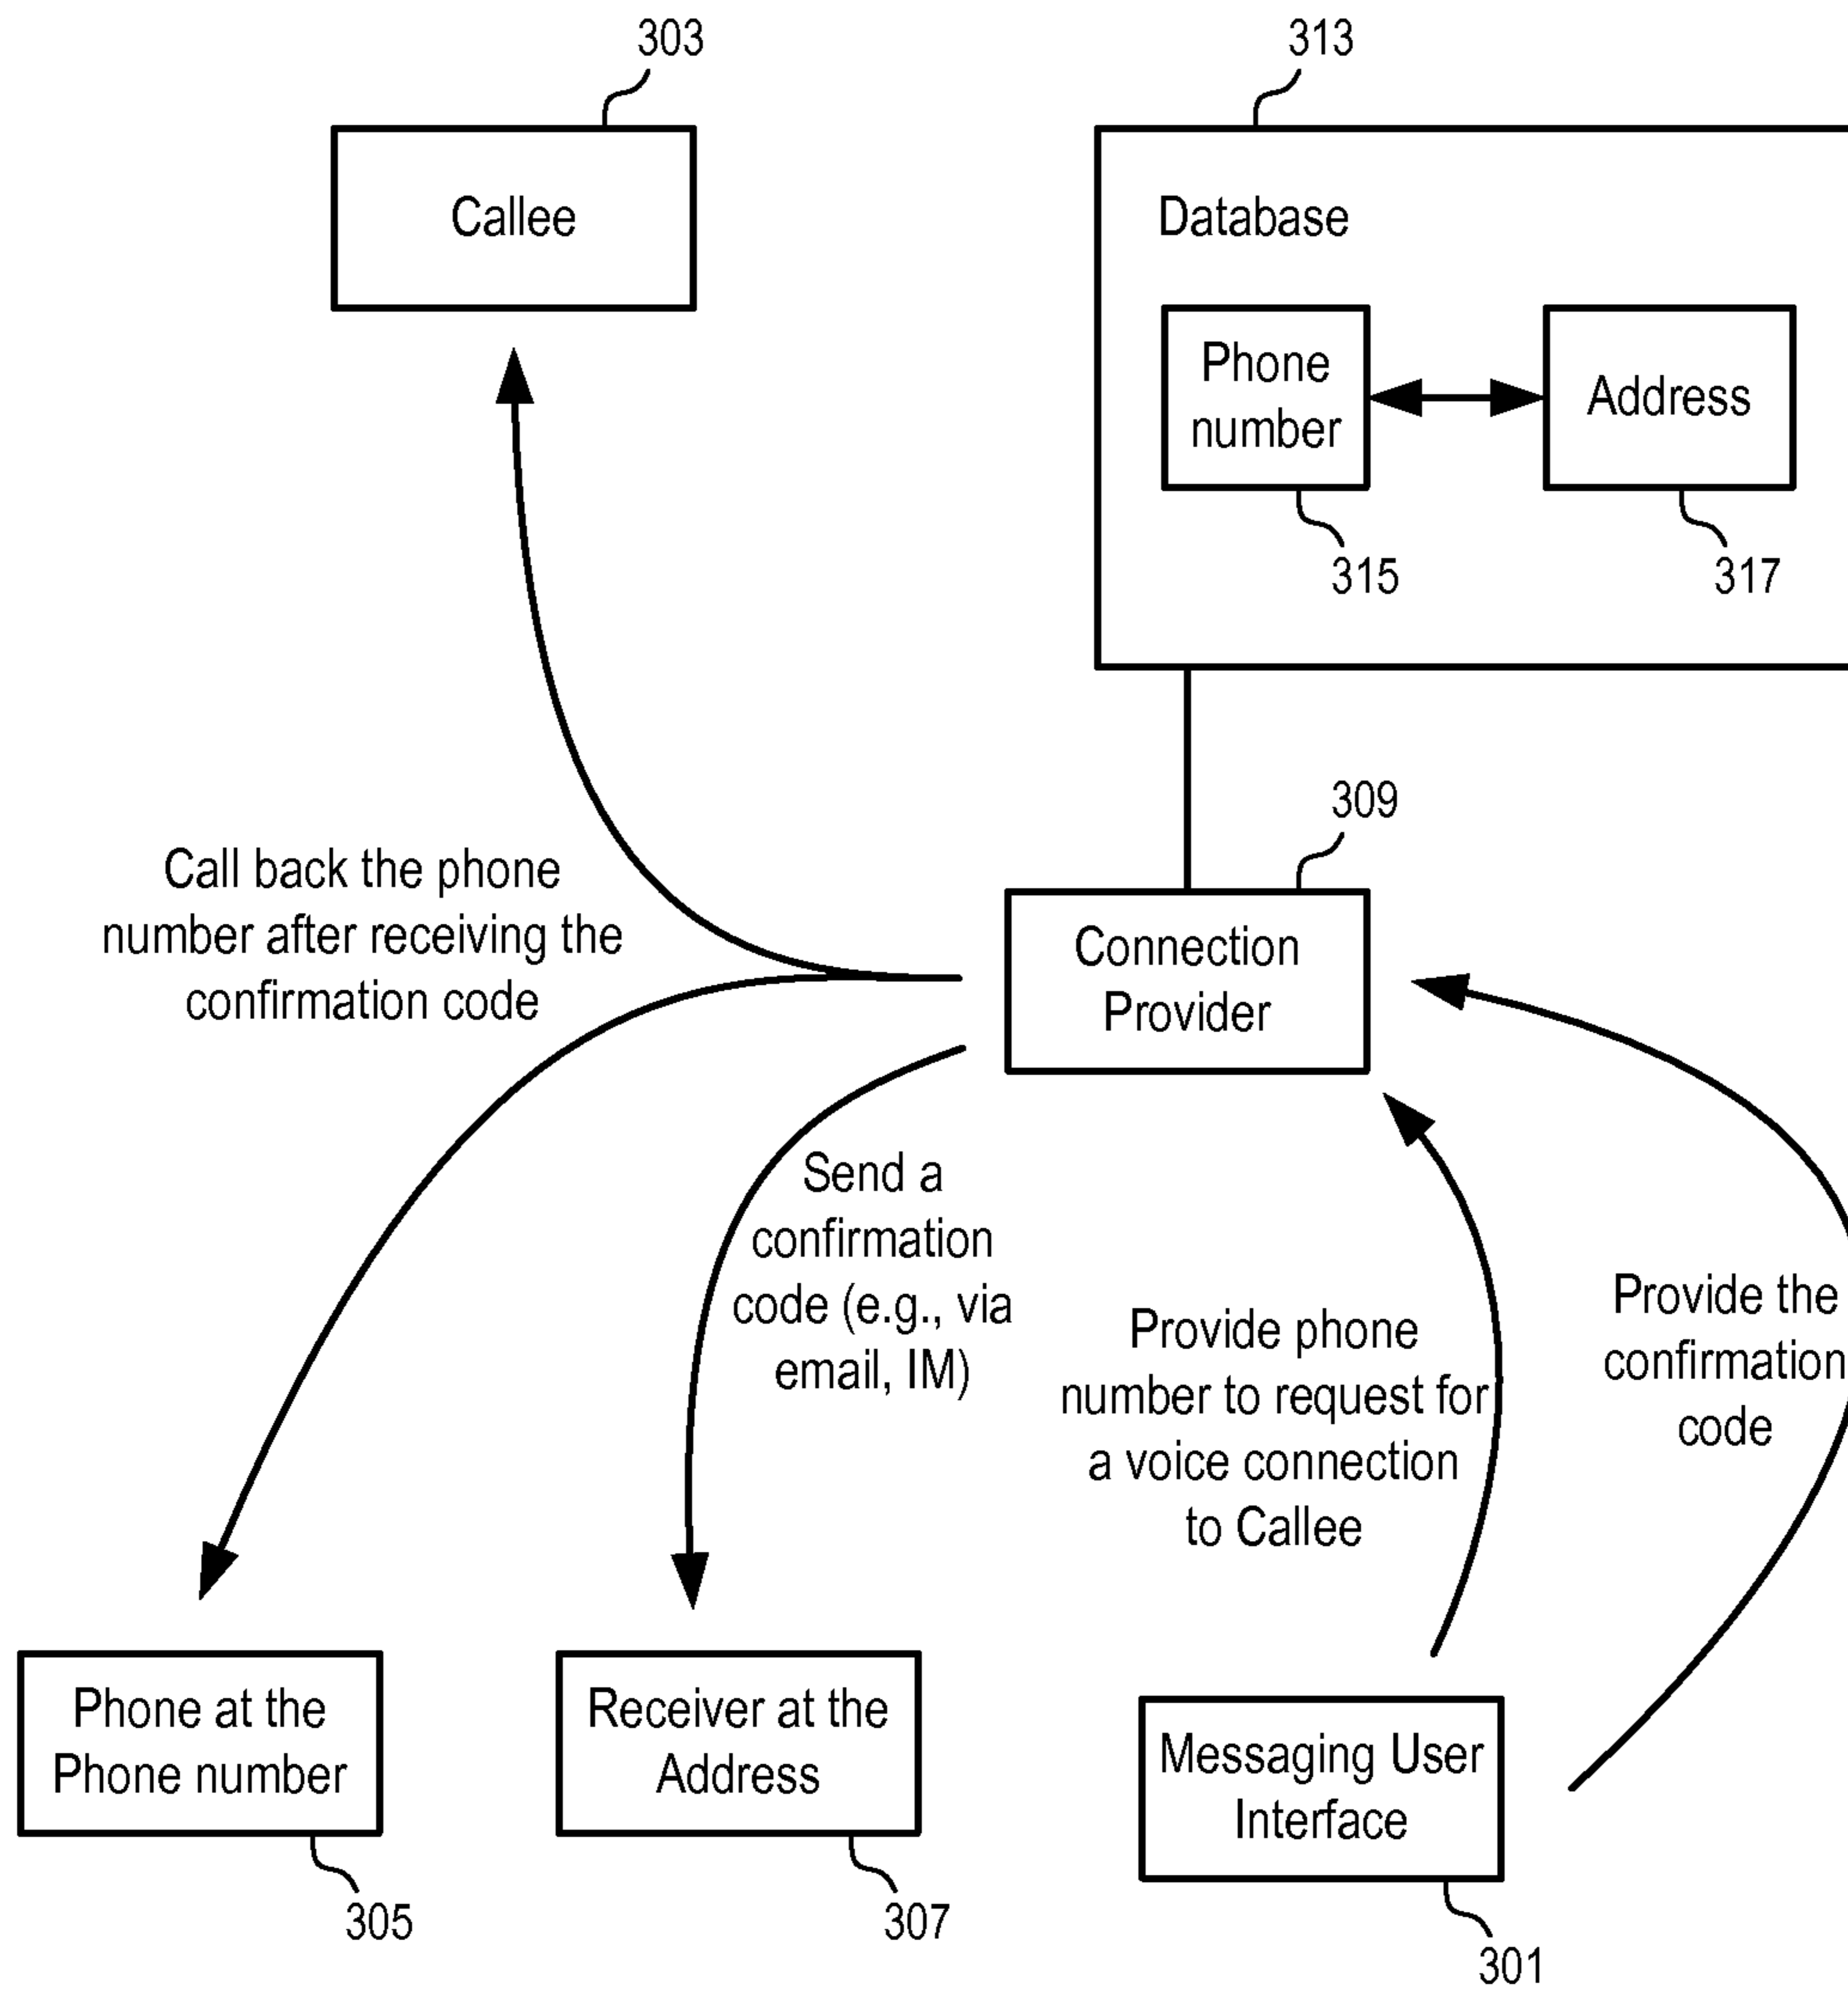 303
313
Callee
Database
Phone
number
Address
315
317
309
Call back the phone
number after receiving the
confirmation code
Connection
Provider
Send a
confirmation
code (e.g., via
email, IM)
Provide phone
number to request for
a voice connection
to Callee
Provide the
confirmation
code
Phone at the
Phone number
Receiver at the
Address
Messaging User
Interface
305
307
301